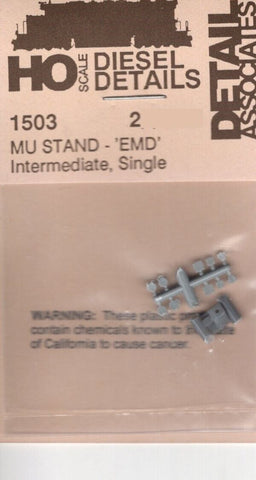 HO SCALE DIESEL DETAILS
DETAIL ASSOCIATES
1503 2
MU STAND - 'EMD'
Intermediate, Single
WARNING: These plastic
contain chemicals known to
of California to cause cancer.